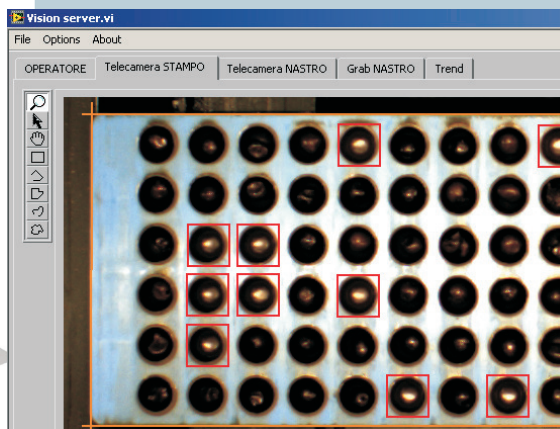 Vision server.vi
File Options About
OPERATORE Telecamera STAMPO Telecamera NASTRO Grab NASTRO Trend